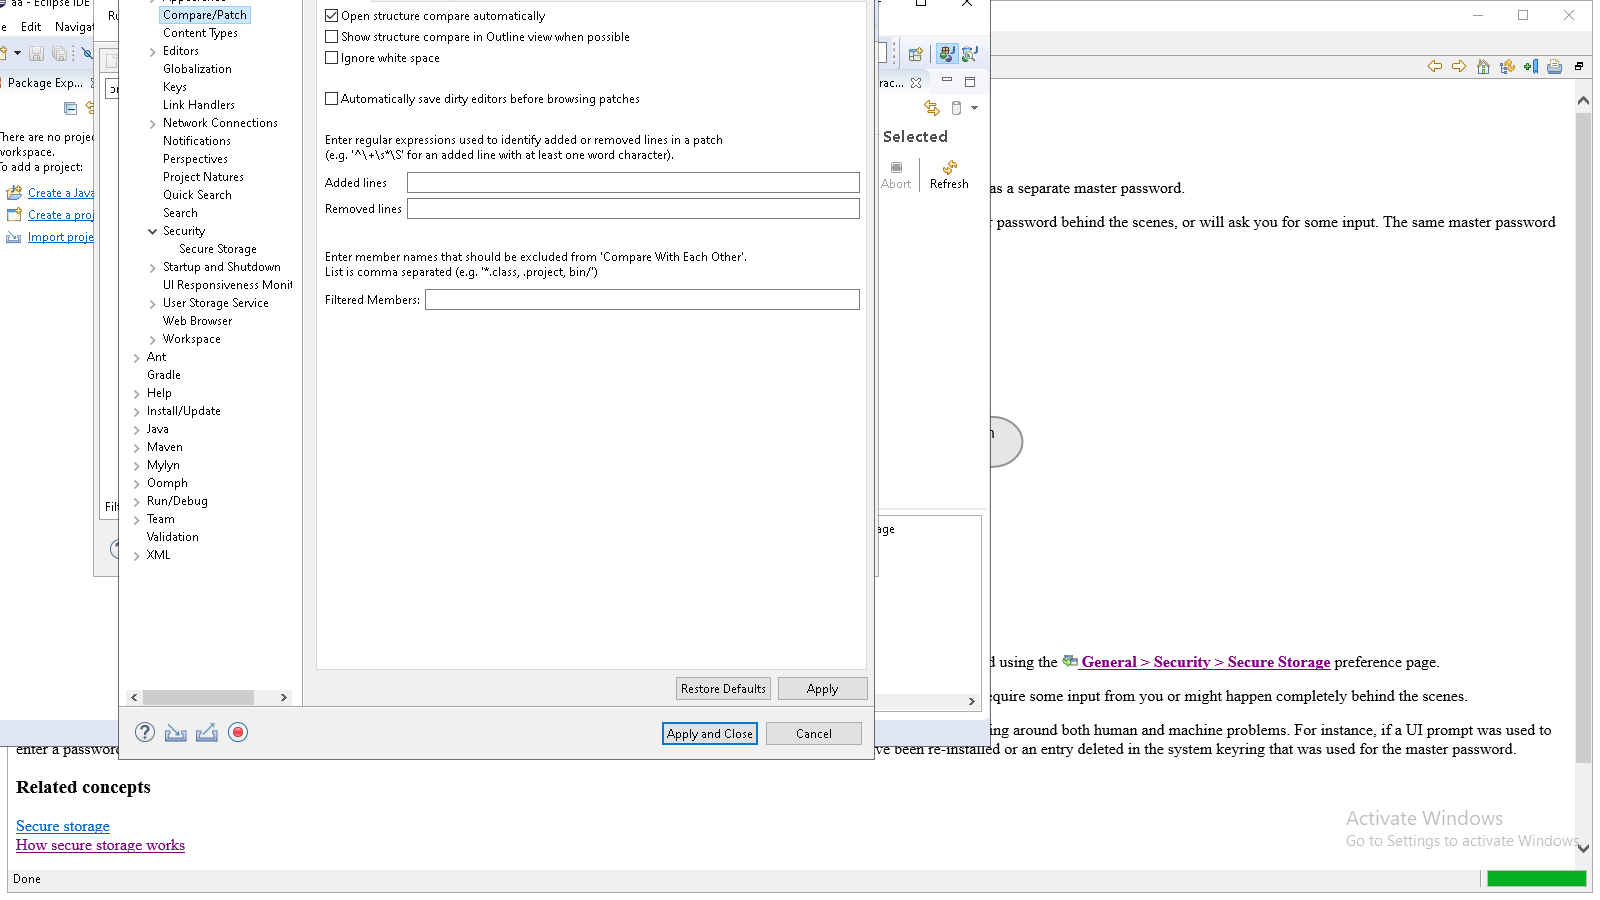 aa - Eclipse IDE
Edit
Navigat
Package Exp...
There are no projec
workspace.
To add a project:
Create a Java
Create a proj
Import proje
Compare/Patch
Content Types
Editors
Globalization
Keys
Link Handlers
Network Connections
Notifications
Perspectives
Project Natures
Quick Search
Search
Security
Secure Storage
Startup and Shutdown
UI Responsiveness Monit
User Storage Service
Web Browser
Workspace
Ant
Gradle
Help
Install/Update
Java
Maven
Mylyn
Oomph
Run/Debug
Team
Validation
XML
Open structure compare automatically
Show structure compare in Outline view when possible
Ignore white space
Automatically save dirty editors before browsing patches
Enter regular expressions used to identify added or removed lines in a patch
(e.g. '^\+\s*\S' for an added line with at least one word character).
Added lines
Removed lines
Enter member names that should be excluded from 'Compare With Each Other'.
List is comma separated (e.g. '*.class, .project, bin/')
Filtered Members:
Restore Defaults
Apply
Apply and Close
Cancel
rac...
Selected
Abort
Refresh
age
as a separate master password.
password behind the scenes, or will ask you for some input. The same master password
d using the General > Security > Secure Storage preference page.
quire some input from you or might happen completely behind the scenes.
ing around both human and machine problems. For instance, if a UI prompt was used to
enter a password
ve been re-installed or an entry deleted in the system keyring that was used for the master password.
Related concepts
Secure storage
How secure storage works
Activate Windows
Go to Settings to activate Windows.
Done